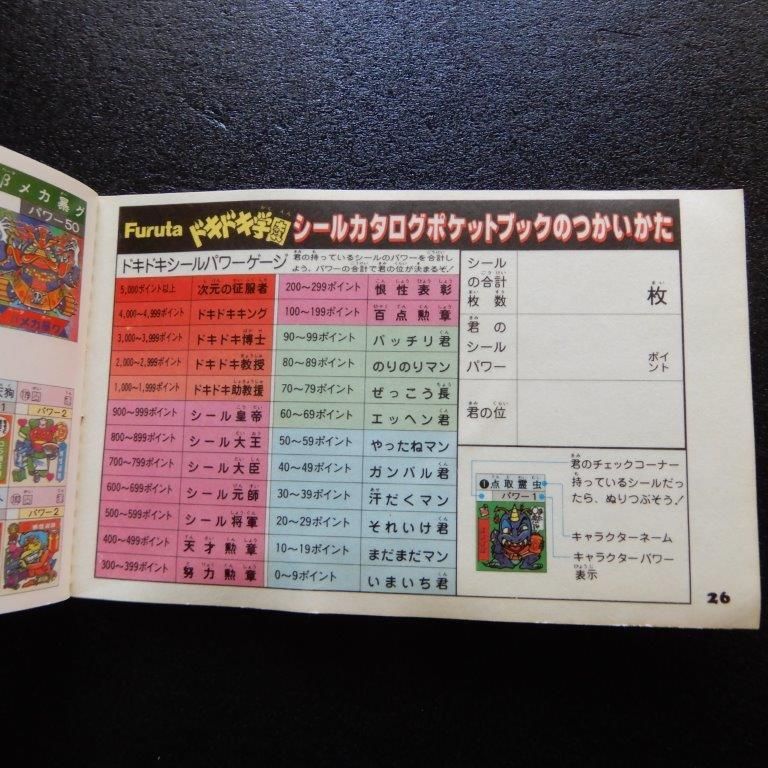 Furuta ドキドキ学園 シールカタログポケットブックのつかいかた
ドキドキシールパワーゲージ
君の持っているシールのパワーを合計しよう。パワーの合計で君の位が決まるぞ!
5,000ポイント以上 次元の征服者
4,000〜4,999ポイント ドキドキキング
3,000〜3,999ポイント ドキドキ博士
2,000〜2,999ポイント ドキドキ教授
1,000〜1,999ポイント ドキドキ助教援
900〜999ポイント シール皇帝
800〜899ポイント シール大王
700〜799ポイント シール大臣
600〜699ポイント シール元師
500〜599ポイント シール将軍
400〜499ポイント 天才勲章
300〜399ポイント 努力勲章
200〜299ポイント 根性表彰
100〜199ポイント 百点勲章
90〜99ポイント バッチリ君
80〜89ポイント のりのりマン
70〜79ポイント ぜっこう長
60〜69ポイント エッヘン君
50〜59ポイント やったねマン
40〜49ポイント ガンバル君
30〜39ポイント 汗だくマン
20〜29ポイント それいけ君
10〜19ポイント まだまだマン
0〜9ポイント いまいち君
シール
の合計
枚数
枚
君の
シール
パワー
ポイ
ント
君の位
❶点取霊虫
パワー1
君のチェックコーナー
持っているシールだっ
たら、ぬりつぶそう!
キャラクターネーム
キャラクターパワー
表示
26
β メカ暴グ
パワー50
メカ暴グ
天狗
パワー2
パワー2